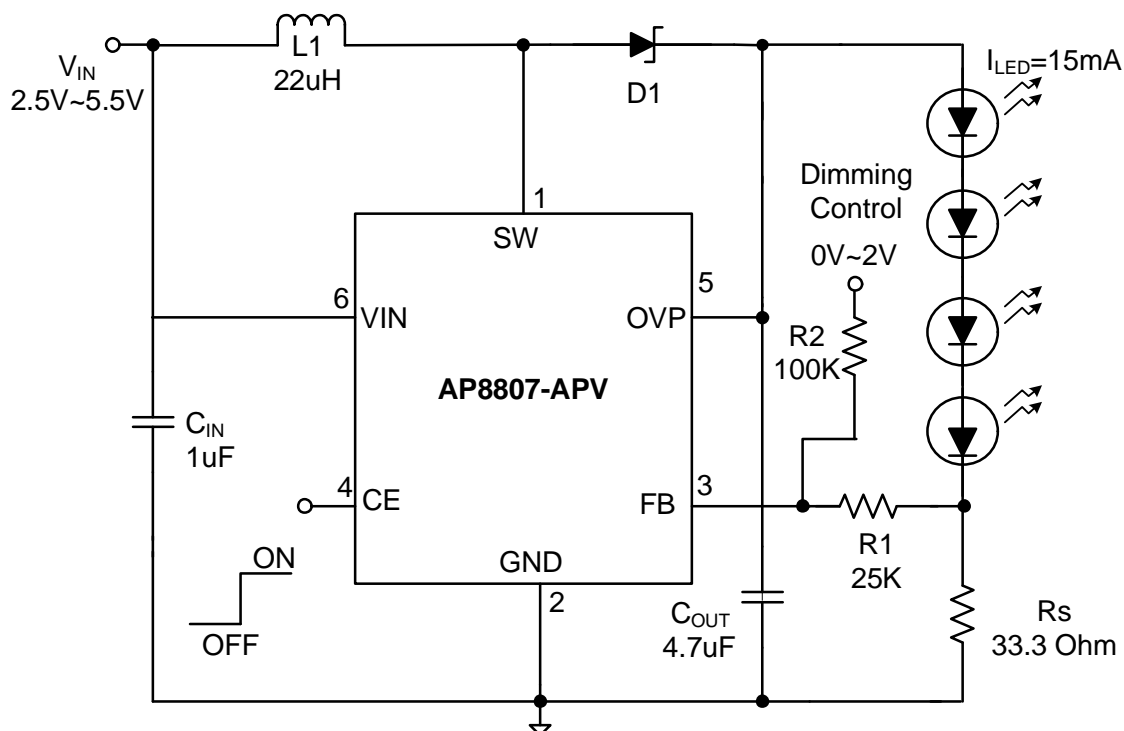 L1
22uH
VIN
2.5V~5.5V
D1
ILED=15mA
Dimming
Control
0V~2V
1
SW
6
VIN
5
OVP
R2
100K
AP8807-APV
CIN
1uF
4
CE
3
FB
R1
25K
GND
2
ON
OFF
COUT
4.7uF
Rs
33.3 Ohm